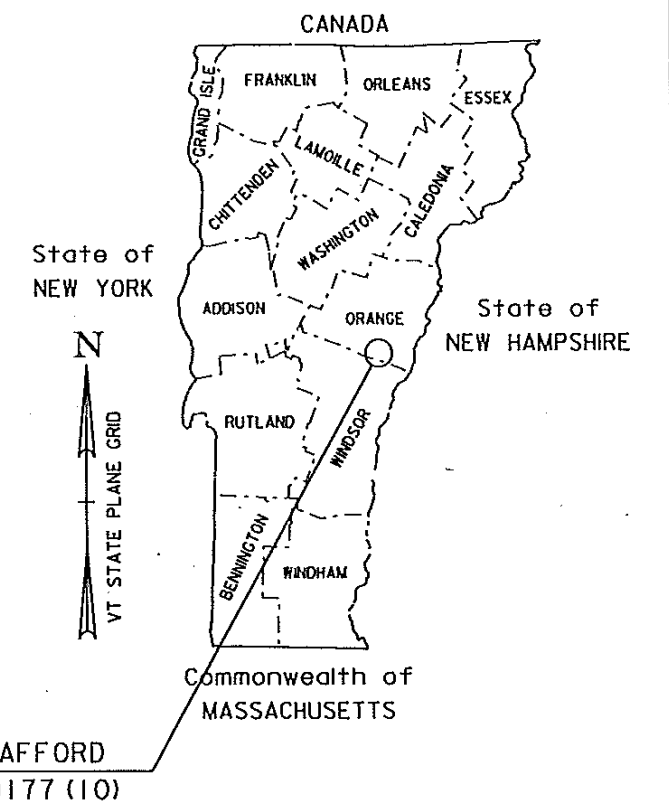 CANADA
GRAND ISLE
FRANKLIN
ORLEANS
ESSEX
LAMOILLE
CHITTENDEN
CALEDONIA
WASHINGTON
State of
NEW YORK
ADDISON
ORANGE
State of
NEW HAMPSHIRE
N
VT STATE PLANE GRID
RUTLAND
WINDSOR
BENNINGTON
WINDHAM
Commonwealth of
MASSACHUSETTS
AFFORD
177 (10)